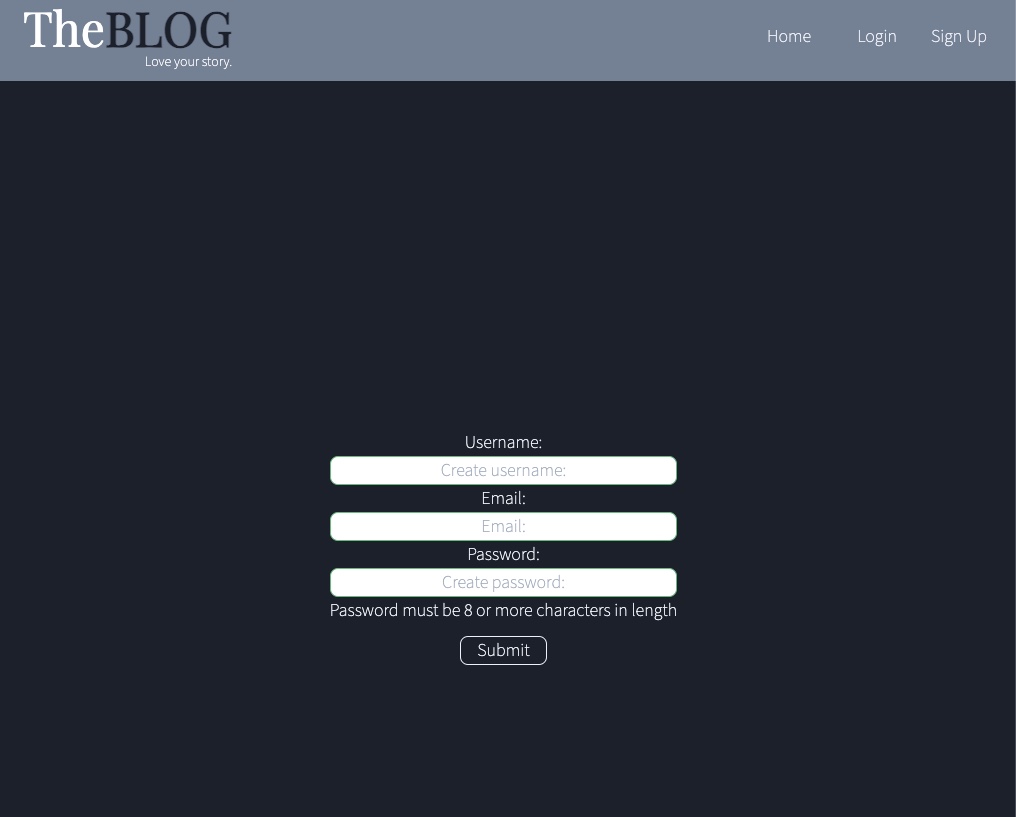 TheBLOG
Love your story.
Home Login Sign Up
Username:
Create username:
Email:
Email:
Password:
Create password:
Password must be 8 or more characters in length
Submit